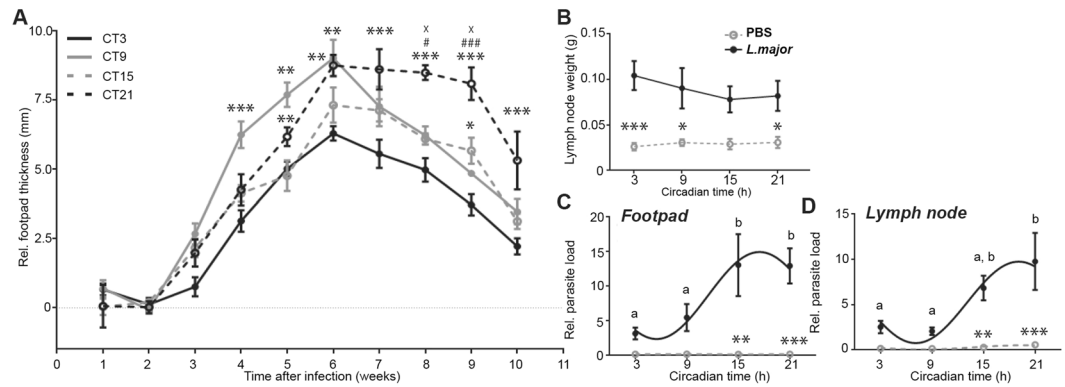 A
CT3
CT9
CT15
CT21
Rel. footpad thickness (mm)
10.0
7.5
5.0
2.5
0
***
**
**
**
**
***
x
#
***
x
###
***
*
***
0 1 2 3 4 5 6 7 8 9 10 11
Time after infection (weeks)
B
PBS
L.major
Lymph node weight (g)
0.15
0.10
0.05
0
*** * *
3 9 15 21
Circadian time (h)
C
Footpad
Rel. parasite load
20
15
10
5
0
a a b b
** ***
3 9 15 21
Circadian time (h)
D
Lymph node
Rel. parasite load
15
10
5
0
a a a, b b
** ***
3 9 15 21
Circadian time (h)